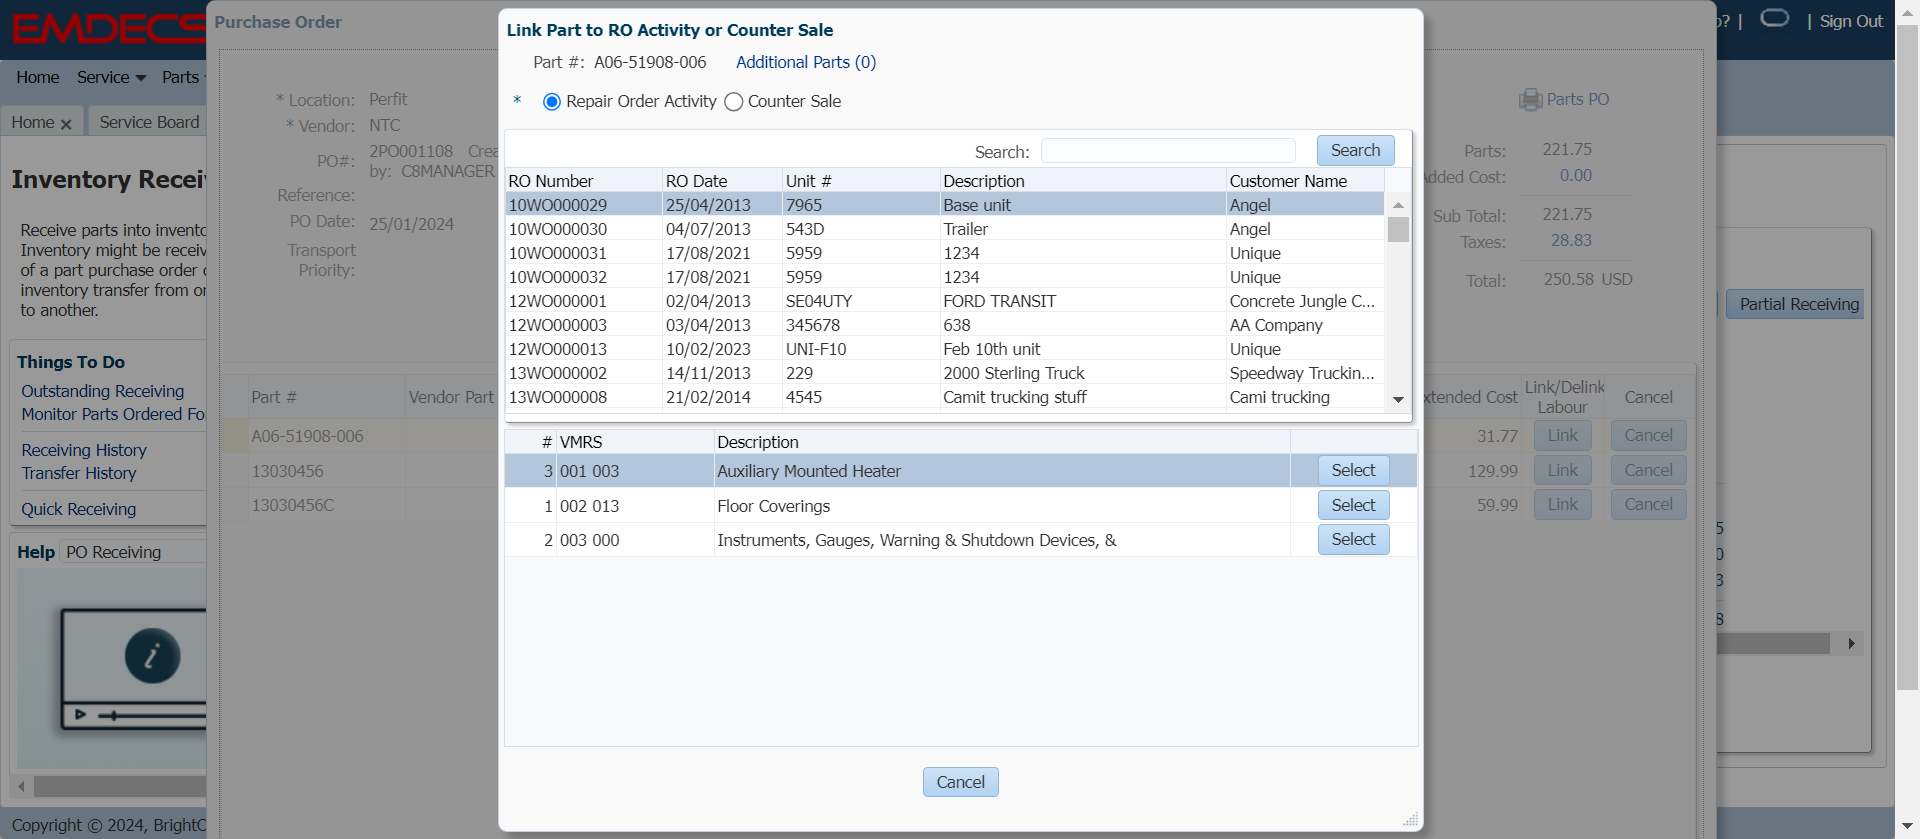 EMDECS
Purchase Order
Link Part to RO Activity or Counter Sale
? | | Sign Out
Part #: A06-51908-006 Additional Parts (0)
Home Service Parts
* Repair Order Activity Counter Sale
Home Service Board
* Location: Perfit
* Vendor: NTC
PO#: 2PO001108 Crea
by: C8MANAGER
Reference:
PO Date: 25/01/2024
Transport
Priority:
Parts PO
Parts: 221.75
Added Cost: 0.00
Sub Total: 221.75
Taxes: 28.83
Total: 250.58 USD
Partial Receiving
Inventory Recei
Receive parts into invento
Inventory might be receiv
of a part purchase order o
inventory transfer from or
to another.
Things To Do
Outstanding Receiving
Monitor Parts Ordered Fo
Receiving History
Transfer History
Quick Receiving
Help PO Receiving
Search: Search
RO Number RO Date Unit # Description Customer Name
10WO000029 25/04/2013 7965 Base unit Angel
10WO000030 04/07/2013 543D Trailer Angel
10WO000031 17/08/2021 5959 1234 Unique
10WO000032 17/08/2021 5959 1234 Unique
12WO000001 02/04/2013 SE04UTY FORD TRANSIT Concrete Jungle C...
12WO000003 03/04/2013 345678 638 AA Company
12WO000013 10/02/2023 UNI-F10 Feb 10th unit Unique
13WO000002 14/11/2013 229 2000 Sterling Truck Speedway Truckin...
13WO000008 21/02/2014 4545 Camit trucking stuff Cami trucking
# VMRS Description
3 001 003 Auxiliary Mounted Heater Select
1 002 013 Floor Coverings Select
2 003 000 Instruments, Gauges, Warning & Shutdown Devices, & Select
Cancel
Part # Vendor Part
A06-51908-006
13030456
13030456C
xtended Cost Link/Delink Labour Cancel
31.77 Link Cancel
129.99 Link Cancel
59.99 Link Cancel
5
0
3
8
Copyright © 2024, BrightO